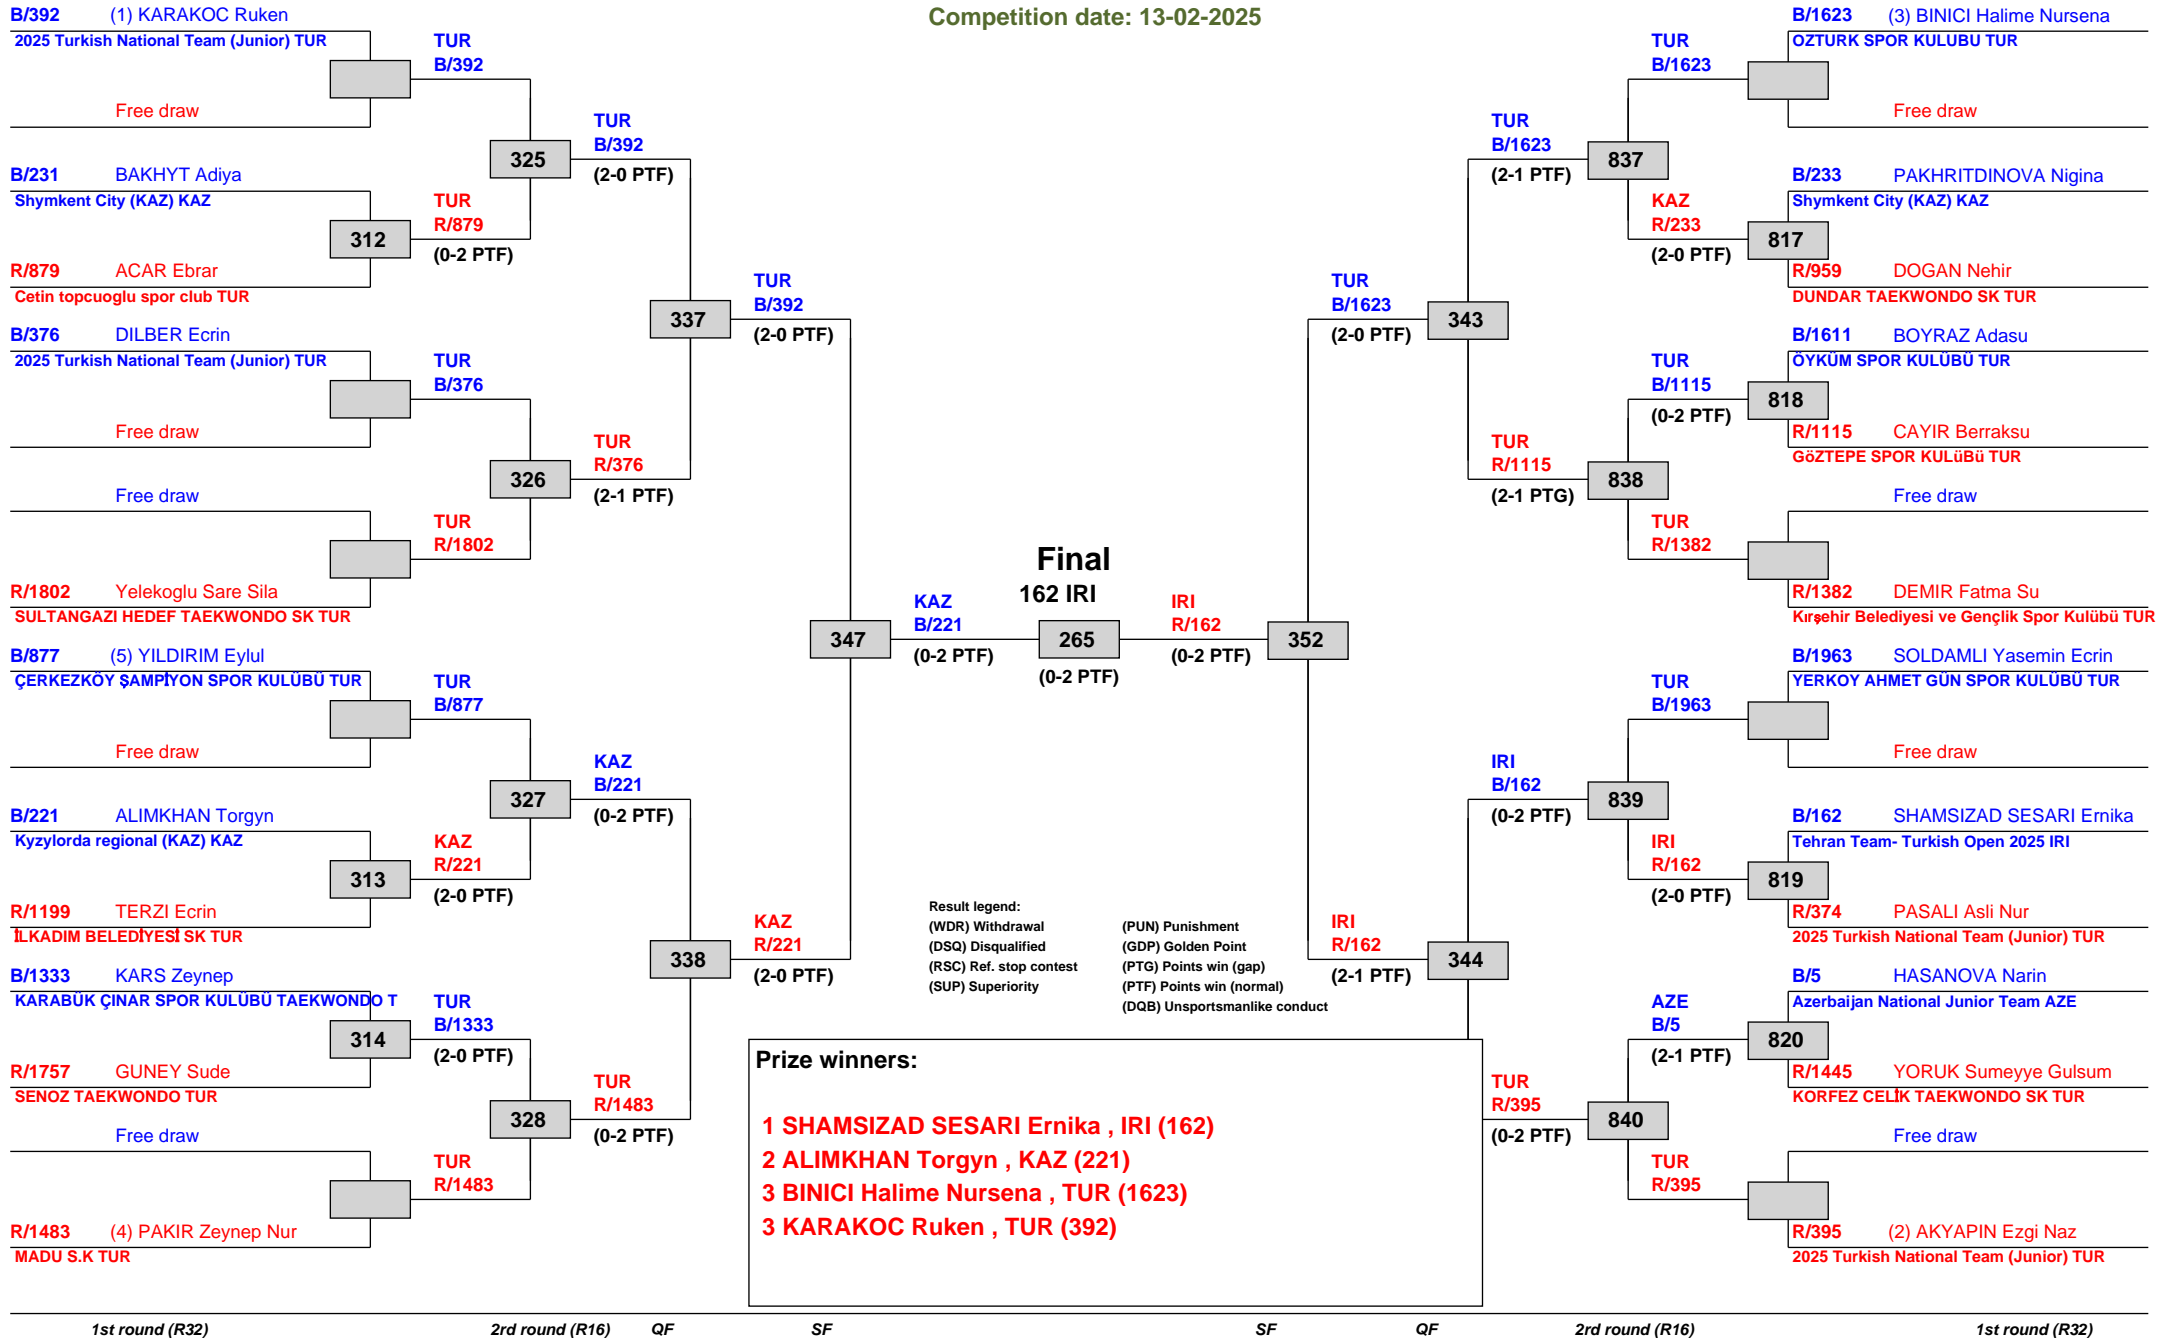 Competition date: 13-02-2025
B/392 (1) KARAKOC Ruken
2025 Turkish National Team (Junior) TUR
Free draw
B/231 BAKHYT Adiya
Shymkent City (KAZ) KAZ
312
R/879 ACAR Ebrar
Cetin topcuoglu spor club TUR
B/376 DILBER Ecrin
2025 Turkish National Team (Junior) TUR
Free draw
Free draw
R/1802 Yelekoglu Sare Sila
SULTANGAZI HEDEF TAEKWONDO SK TUR
B/877 (5) YILDIRIM Eylul
ÇERKEZKÖY ŞAMPİYON SPOR KULÜBÜ TUR
Free draw
B/221 ALIMKHAN Torgyn
Kyzylorda regional (KAZ) KAZ
313
R/1199 TERZI Ecrin
İLKADIM BELEDİYESİ SK TUR
B/1333 KARS Zeynep
KARABÜK ÇINAR SPOR KULÜBÜ TAEKWONDO T
314
R/1757 GUNEY Sude
SENOZ TAEKWONDO TUR
Free draw
R/1483 (4) PAKIR Zeynep Nur
MADU S.K TUR
TUR
B/392
325
TUR
R/879
(0-2 PTF)
TUR
B/376
326
TUR
R/1802
TUR
B/877
327
KAZ
R/221
(2-0 PTF)
TUR
B/1333
(2-0 PTF)
328
TUR
R/1483
TUR
B/392
(2-0 PTF)
337
TUR
R/376
(2-1 PTF)
KAZ
B/221
(0-2 PTF)
338
TUR
R/1483
(0-2 PTF)
TUR
B/392
(2-0 PTF)
347
KAZ
R/221
(2-0 PTF)
KAZ
B/221
(0-2 PTF)
Final
162 IRI
265
(0-2 PTF)
IRI
R/162
(0-2 PTF)
TUR
B/1623
(2-0 PTF)
352
IRI
R/162
(2-1 PTF)
TUR
B/1623
(2-1 PTF)
343
TUR
R/1115
(2-1 PTG)
IRI
B/162
(0-2 PTF)
344
TUR
R/395
(0-2 PTF)
TUR
B/1623
837
KAZ
R/233
(2-0 PTF)
TUR
B/1115
(0-2 PTF)
838
TUR
R/1382
TUR
B/1963
839
IRI
R/162
(2-0 PTF)
AZE
B/5
(2-1 PTF)
840
TUR
R/395
B/1623 (3) BINICI Halime Nursena
OZTURK SPOR KULUBU TUR
Free draw
B/233 PAKHRITDINOVA Nigina
Shymkent City (KAZ) KAZ
817
R/959 DOGAN Nehir
DUNDAR TAEKWONDO SK TUR
B/1611 BOYRAZ Adasu
ÖYKÜM SPOR KULÜBÜ TUR
818
R/1115 CAYIR Berraksu
GöZTEPE SPOR KULüBü TUR
Free draw
R/1382 DEMIR Fatma Su
Kırşehir Belediyesi ve Gençlik Spor Kulübü TUR
B/1963 SOLDAMLI Yasemin Ecrin
YERKOY AHMET GÜN SPOR KULÜBÜ TUR
Free draw
B/162 SHAMSIZAD SESARI Ernika
Tehran Team- Turkish Open 2025 IRI
819
R/374 PASALI Asli Nur
2025 Turkish National Team (Junior) TUR
B/5 HASANOVA Narin
Azerbaijan National Junior Team AZE
820
R/1445 YORUK Sumeyye Gulsum
KORFEZ CELİK TAEKWONDO SK TUR
Free draw
R/395 (2) AKYAPIN Ezgi Naz
2025 Turkish National Team (Junior) TUR
Result legend:
(WDR) Withdrawal (PUN) Punishment
(DSQ) Disqualified (GDP) Golden Point
(RSC) Ref. stop contest (PTG) Points win (gap)
(SUP) Superiority (PTF) Points win (normal)
(DQB) Unsportsmanlike conduct
Prize winners:
1 SHAMSIZAD SESARI Ernika , IRI (162)
2 ALIMKHAN Torgyn , KAZ (221)
3 BINICI Halime Nursena , TUR (1623)
3 KARAKOC Ruken , TUR (392)
1st round (R32) 2rd round (R16) QF SF SF QF 2rd round (R16) 1st round (R32)